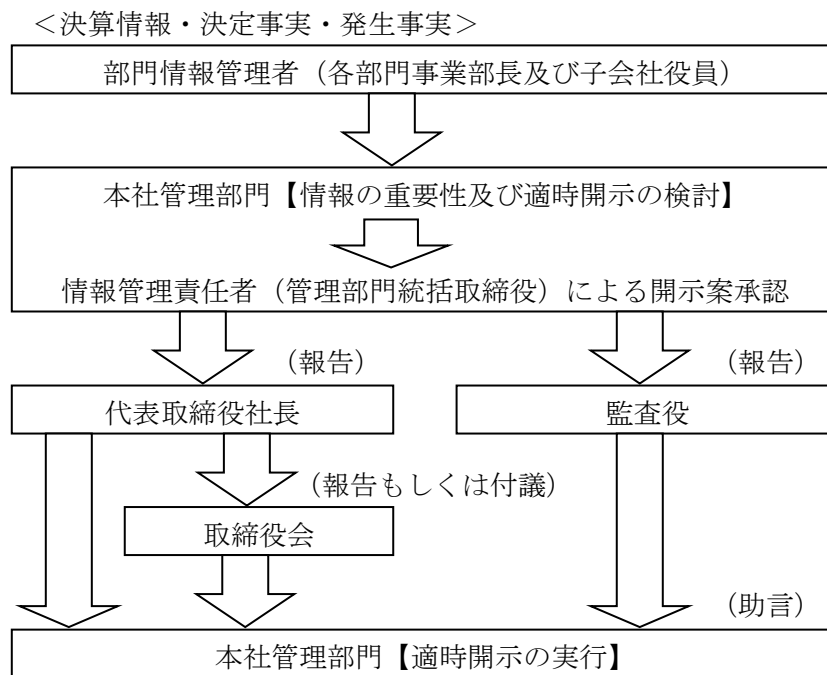 ＜決算情報・決定事実・発生事実＞
部門情報管理者（各部門事業部長及び子会社役員）
本社管理部門【情報の重要性及び適時開示の検討】
情報管理責任者（管理部門統括取締役）による開示案承認
（報告）
（報告）
代表取締役社長
監査役
（報告もしくは付議）
取締役会
（助言）
本社管理部門【適時開示の実行】